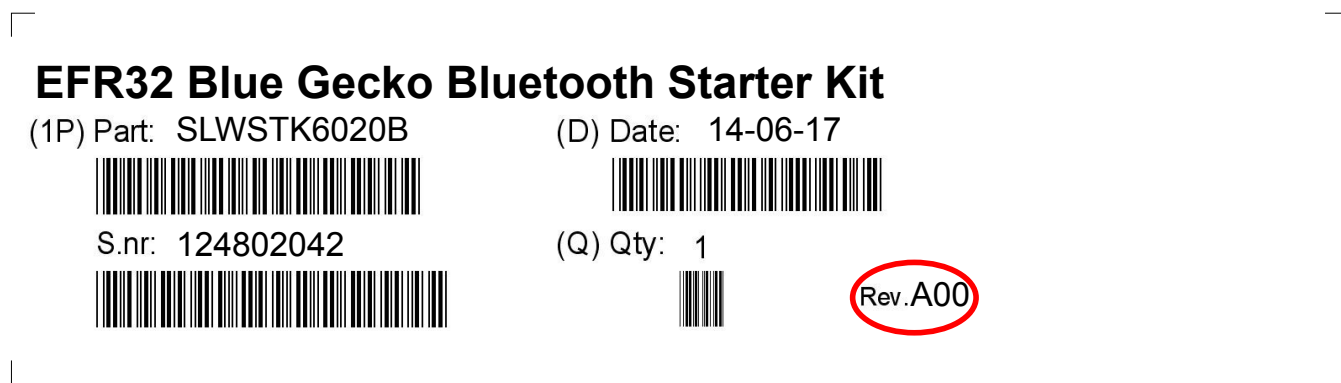 EFR32 Blue Gecko Bluetooth Starter Kit
(1P) Part: SLWSTK6020B (D) Date: 14-06-17
S.nr: 124802042 (Q) Qty: 1
Rev.A00